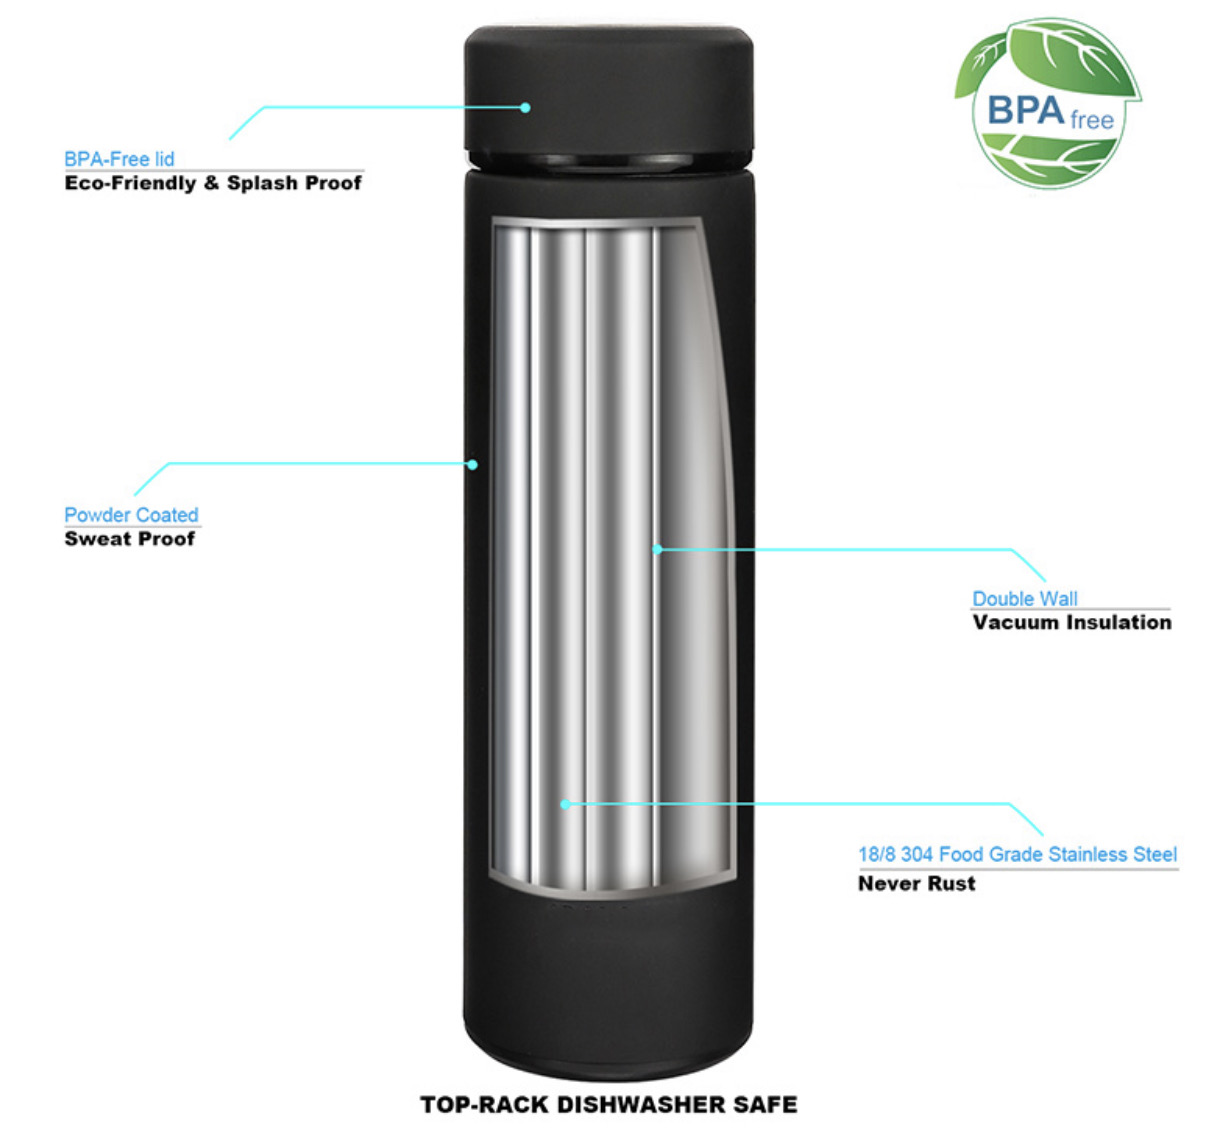 BPA free
BPA-Free lid
Eco-Friendly & Splash Proof
Powder Coated
Sweat Proof
Double Wall
Vacuum Insulation
18/8 304 Food Grade Stainless Steel
Never Rust
TOP-RACK DISHWASHER SAFE